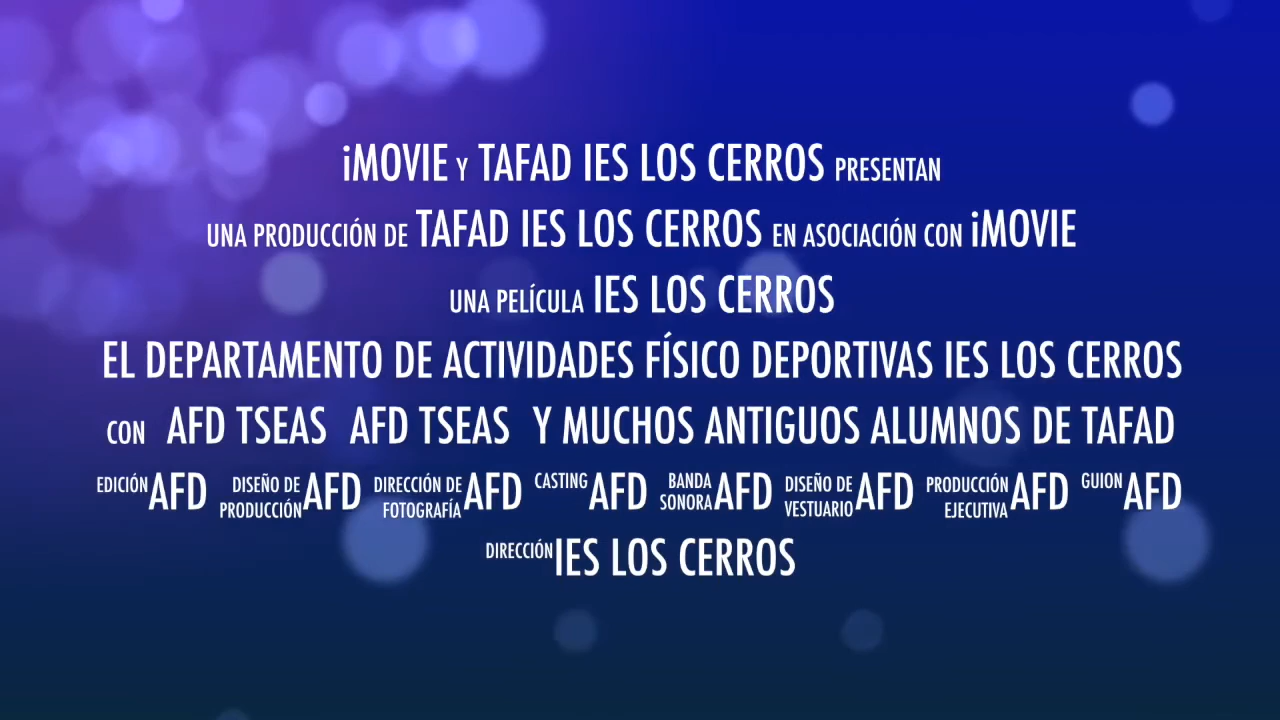 iMOVIE Y TAFAD IES LOS CERROS PRESENTAN
UNA PRODUCCIÓN DE TAFAD IES LOS CERROS EN ASOCIACIÓN CON iMOVIE
UNA PELÍCULA IES LOS CERROS
EL DEPARTAMENTO DE ACTIVIDADES FÍSICO DEPORTIVAS IES LOS CERROS
CON AFD TSEAS AFD TSEAS Y MUCHOS ANTIGUOS ALUMNOS DE TAFAD
EDICIÓN AFD DISEÑO DE PRODUCCIÓN AFD DIRECCIÓN DE FOTOGRAFÍA AFD CASTING AFD BANDA SONORA AFD DISEÑO DE VESTUARIO AFD PRODUCCIÓN EJECUTIVA AFD GUION AFD
DIRECCIÓN IES LOS CERROS